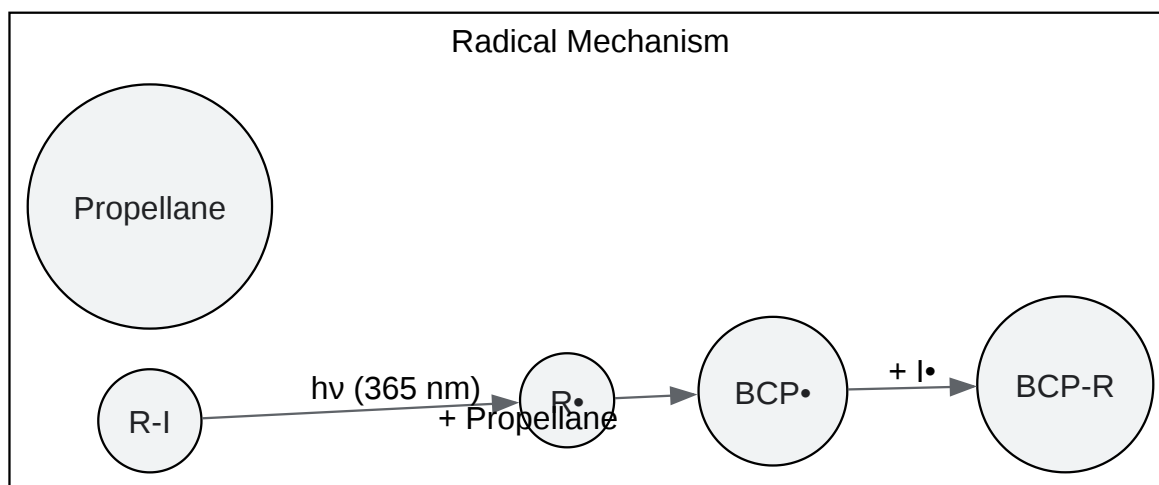 Radical Mechanism
Propellane
R-I
hν (365 nm)
+ Propellane
R•
BCP•
+ I•
BCP-R